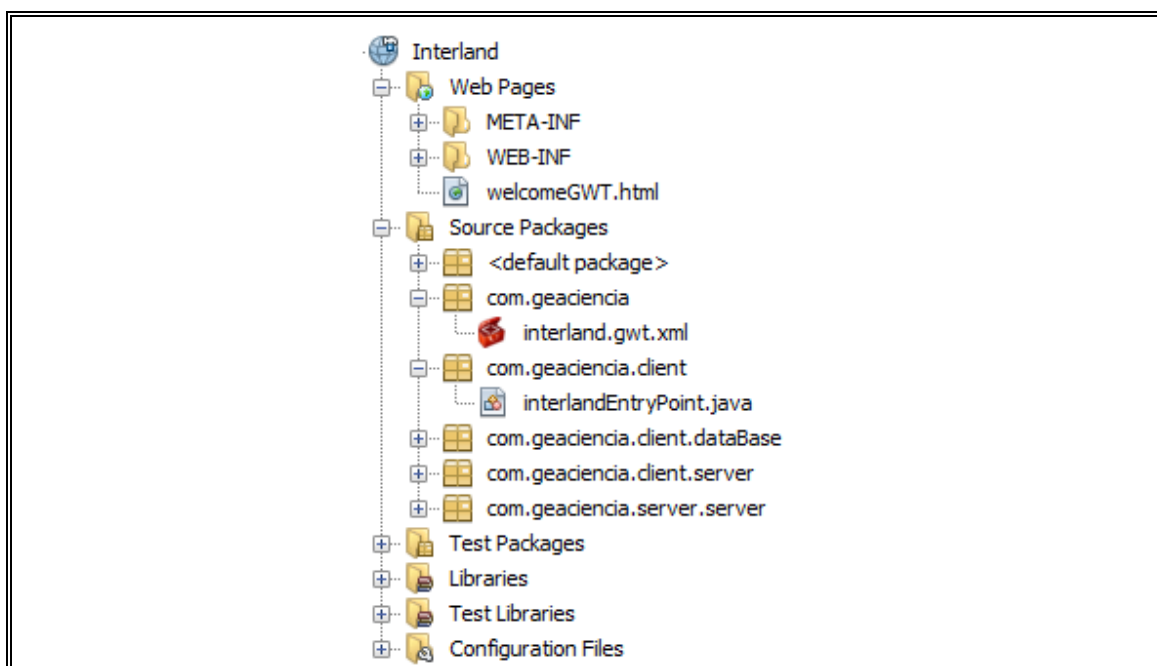 Interland
Web Pages
META-INF
WEB-INF
welcomeGWT.html
Source Packages
<default package>
com.geaciencia
interland.gwt.xml
com.geaciencia.client
interlandEntryPoint.java
com.geaciencia.client.dataBase
com.geaciencia.client.server
com.geaciencia.server.server
Test Packages
Libraries
Test Libraries
Configuration Files